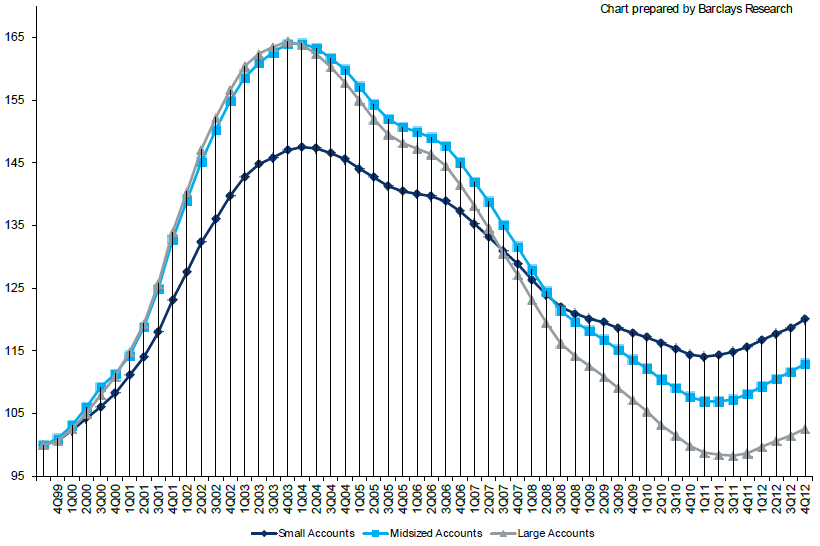 Chart prepared by Barclays Research
165
155
145
135
125
115
105
95
4Q99 1Q00 2Q00 3Q00 4Q00 1Q01 2Q01 3Q01 4Q01 1Q02 2Q02 3Q02 4Q02 1Q03 2Q03 3Q03 4Q03 1Q04 2Q04 3Q04 4Q04 1Q05 2Q05 3Q05 4Q05 1Q06 2Q06 3Q06 4Q06 1Q07 2Q07 3Q07 4Q07 1Q08 2Q08 3Q08 4Q08 1Q09 2Q09 3Q09 4Q09 1Q10 2Q10 3Q10 4Q10 1Q11 2Q11 3Q11 4Q11 1Q12 2Q12 3Q12 4Q12
Small Accounts Midsized Accounts Large Accounts